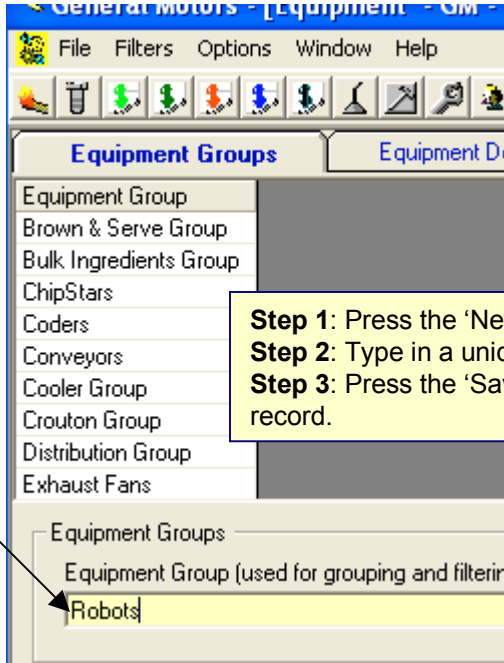 General Motors - [Equipment - GM -
File Filters Options Window Help
Equipment Groups
Equipment
Equipment Group
Brown & Serve Group
Bulk Ingredients Group
ChipStars
Coders
Conveyors
Cooler Group
Crouton Group
Distribution Group
Exhaust Fans
Step 1: Press the ‘Ne
Step 2: Type in a uni
Step 3: Press the ‘Sa
record.
Equipment Groups
Equipment Group (used for grouping and filterin
Robots